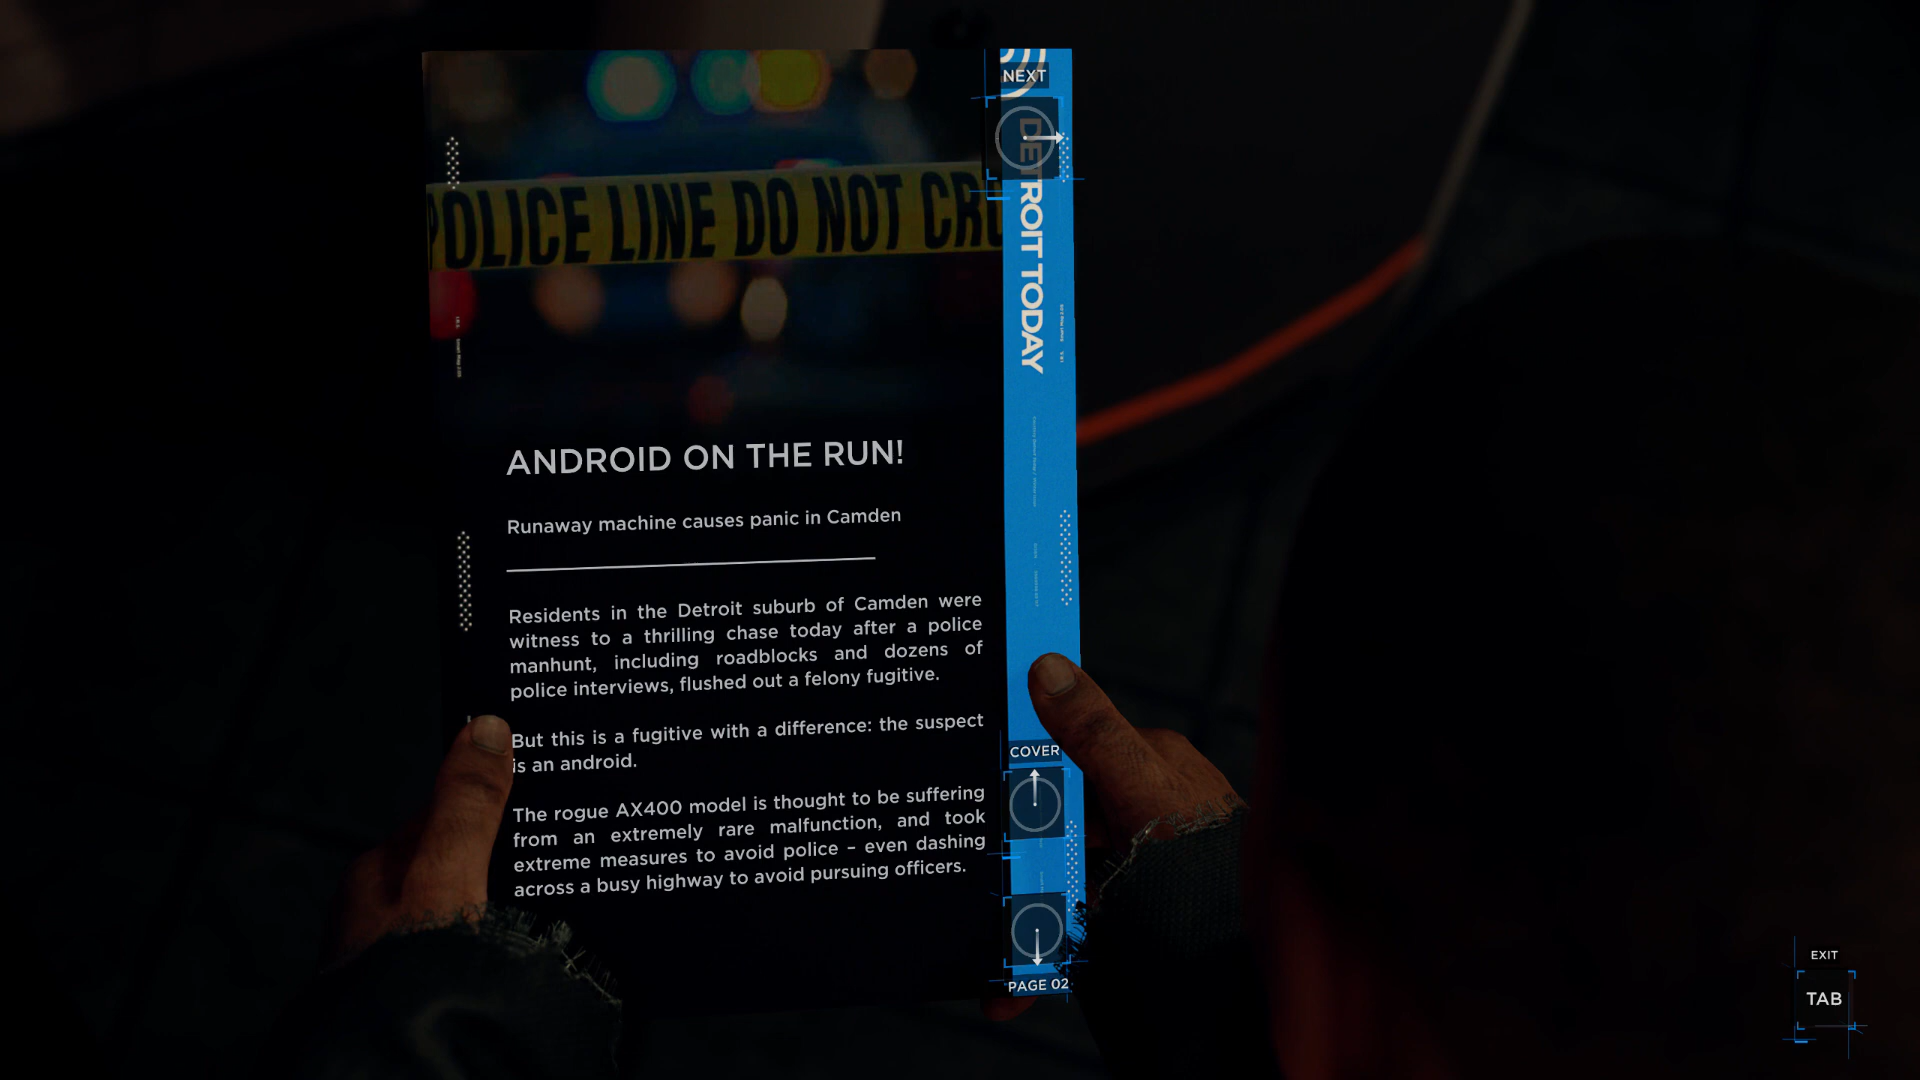 POLICE LINE DO NOT CRO
NEXT
DETROIT TODAY
ANDROID ON THE RUN!
Runaway machine causes panic in Camden
Residents in the Detroit suburb of Camden were
witness to a thrilling chase today after a police
manhunt, including roadblocks and dozens of
police interviews, flushed out a felony fugitive.
But this is a fugitive with a difference: the suspect
is an android.
The rogue AX400 model is thought to be suffering
from an extremely rare malfunction, and took
extreme measures to avoid police – even dashing
across a busy highway to avoid pursuing officers.
COVER
PAGE 02
EXIT
TAB